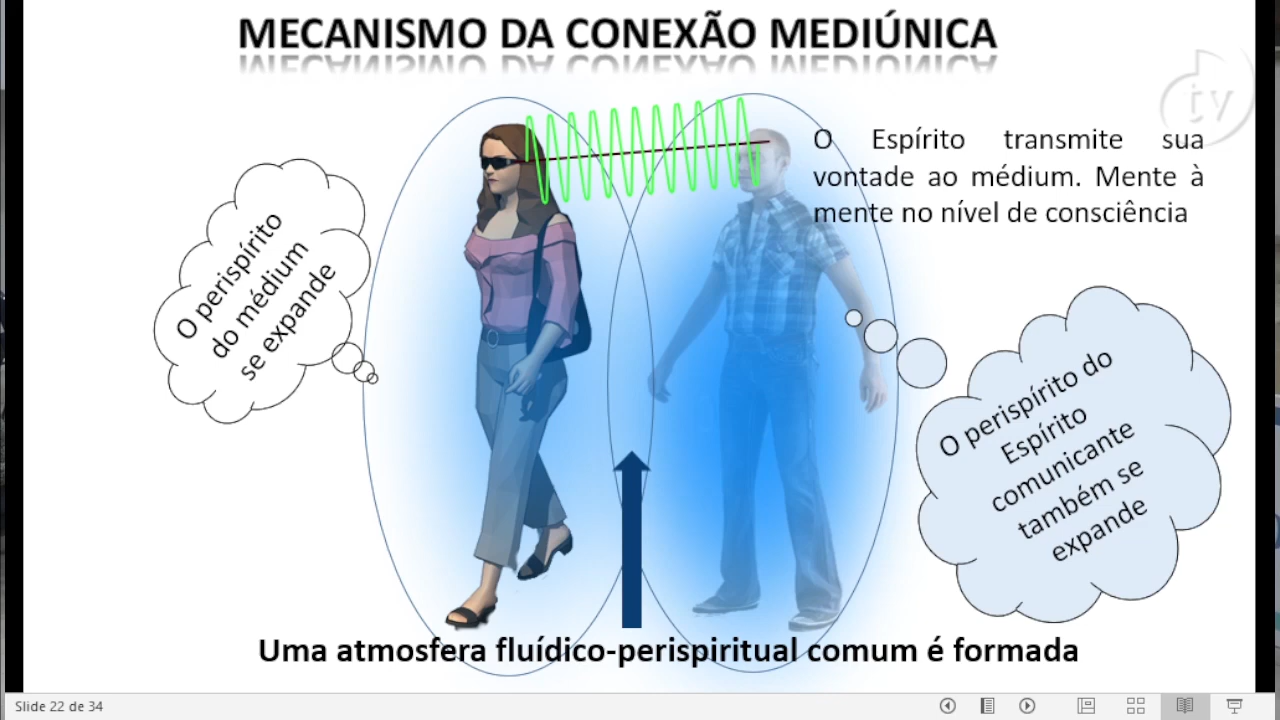 MECANISMO DA CONEXÃO MEDIÚNICA
tv
O Espírito transmite sua
vontade ao médium. Mente à
mente no nível de consciência
O perispírito
do médium
se expande
O perispírito do
Espírito
comunicante
também se
expande
Uma atmosfera fluídico-perispiritual comum é formada
Slide 22 de 34